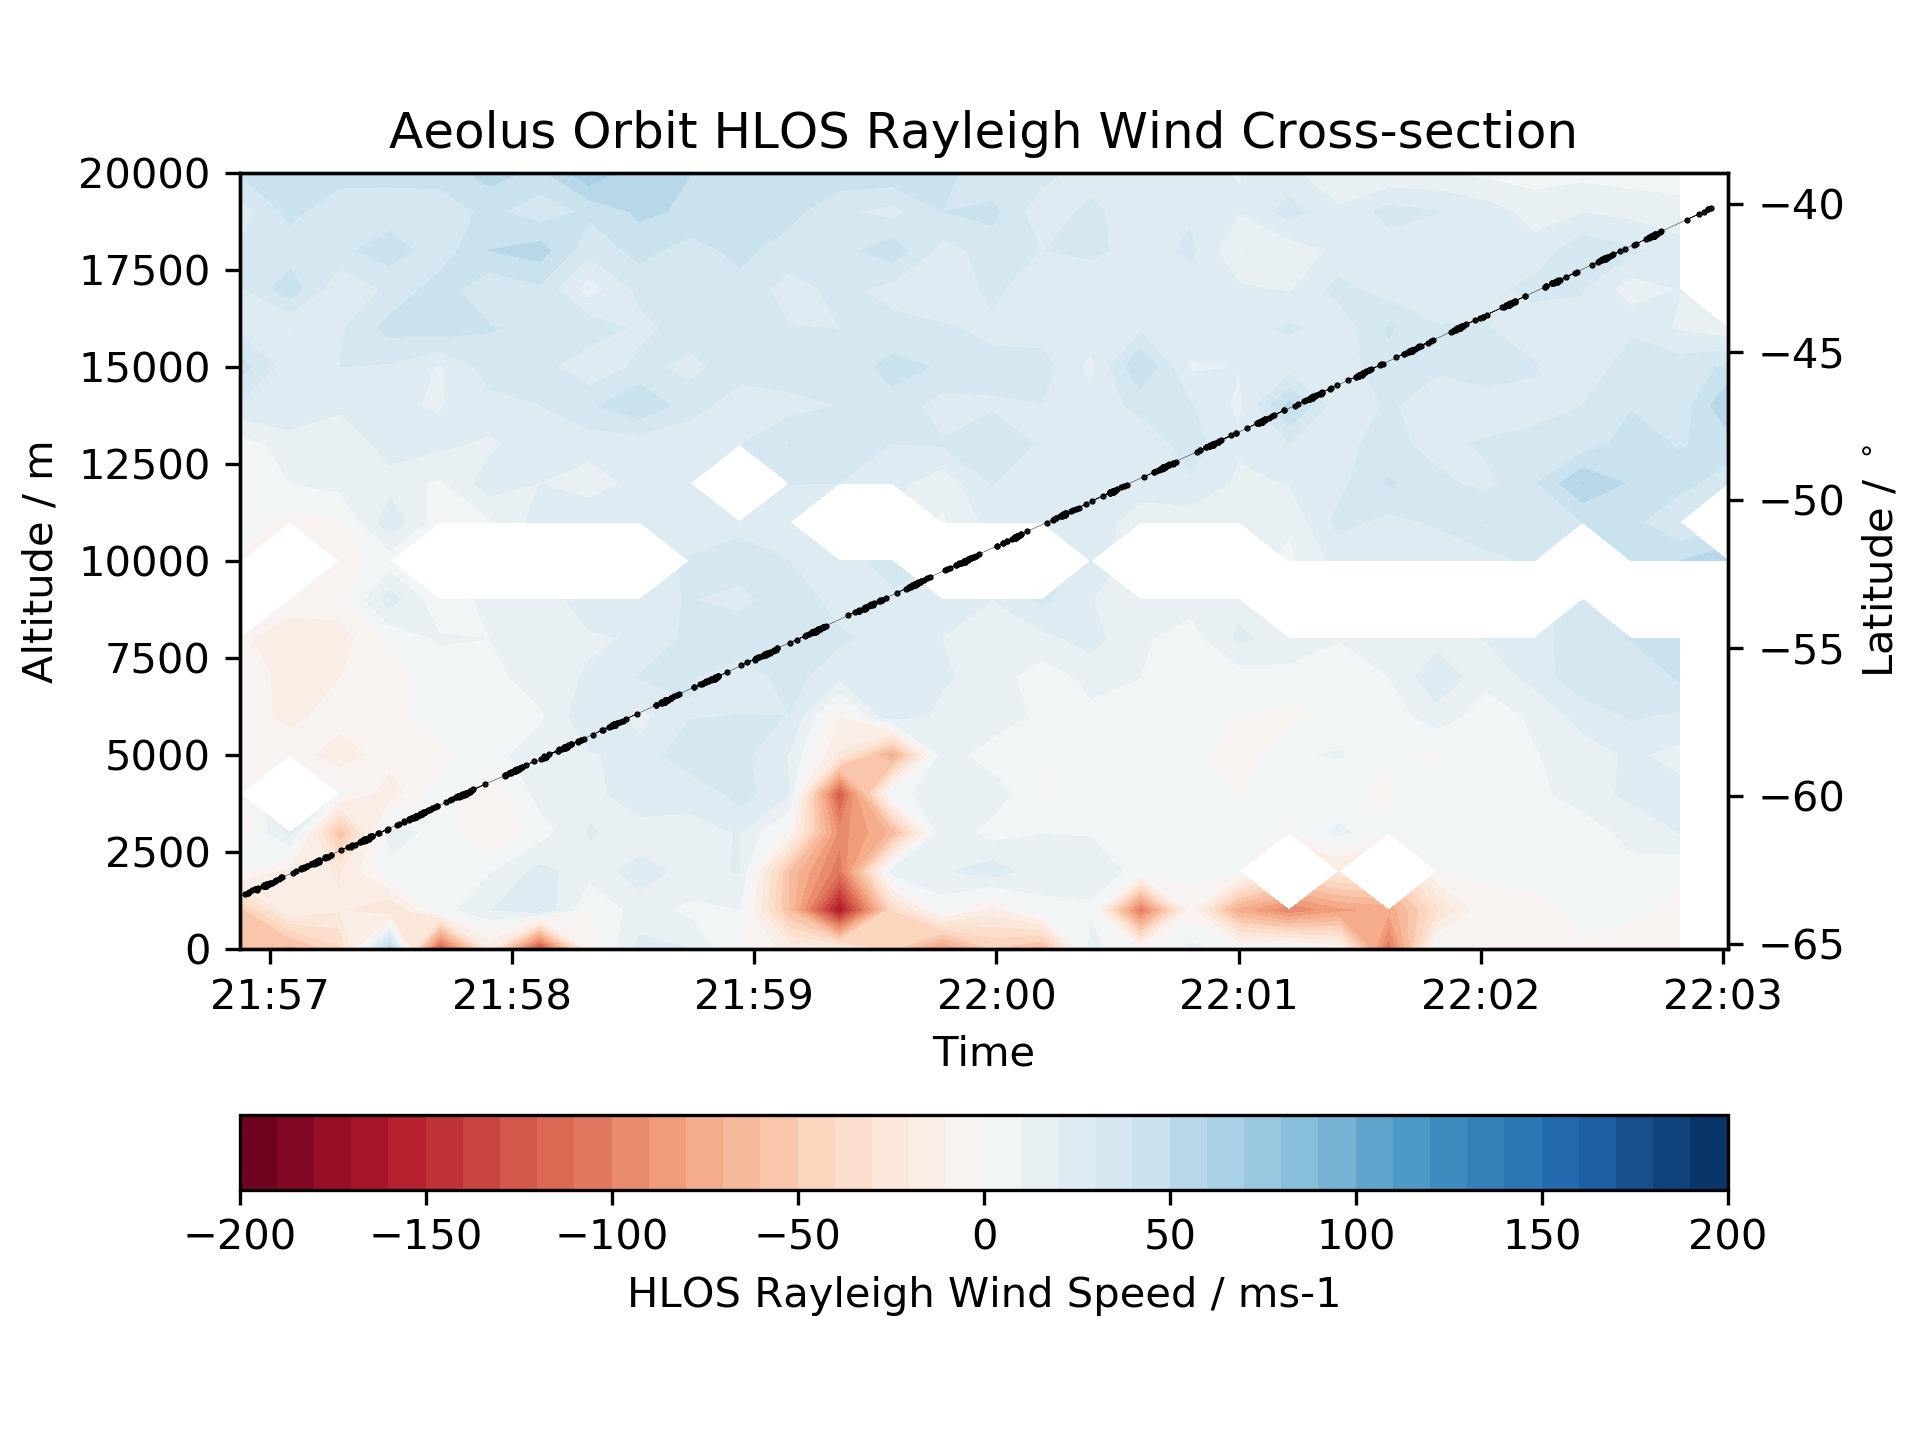 Aeolus Orbit HLOS Rayleigh Wind Cross-section
20000
17500
15000
12500
10000
7500
5000
2500
0
Altitude / m
−40
−45
−50
−55
−60
−65
Latitude / °
21:57 21:58 21:59 22:00 22:01 22:02 22:03
Time
−200 −150 −100 −50 0 50 100 150 200
HLOS Rayleigh Wind Speed / ms-1